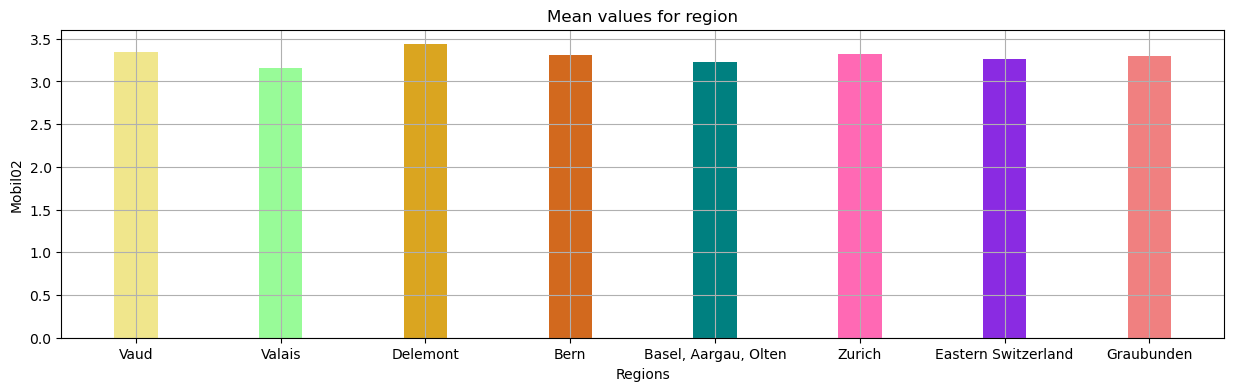 Mean values for region
Mobil02
3.5
3.0
2.5
2.0
1.5
1.0
0.5
0.0
Vaud Valais Delemont Bern Basel, Aargau, Olten Zurich Eastern Switzerland Graubunden
Regions